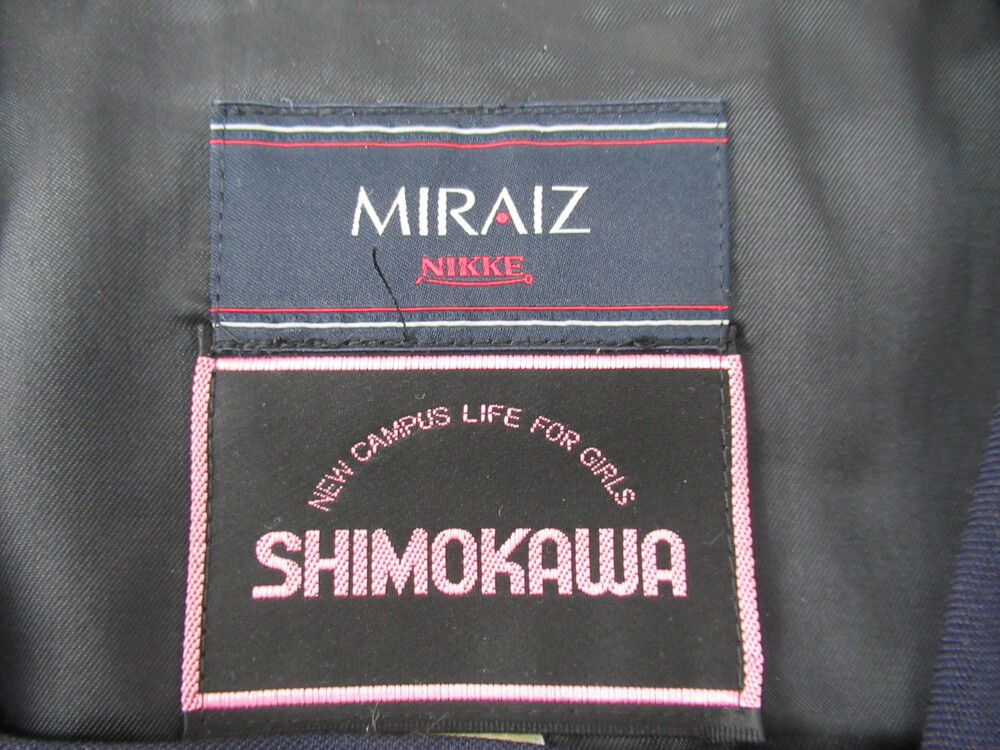 MIRAIZ
NIKKE
NEW CAMPUS LIFE FOR GIRLS
SHIMOKAWA